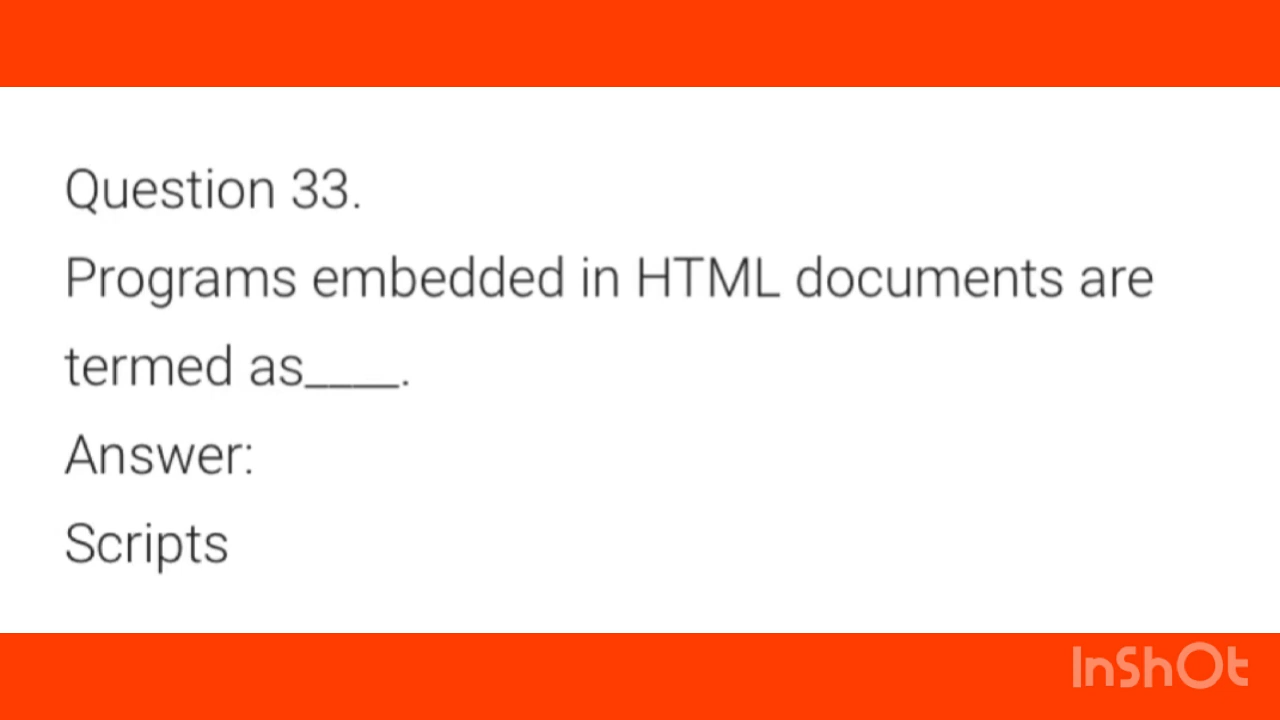 Question 33.
Programs embedded in HTML documents are
termed as____.
Answer:
Scripts
InShOt